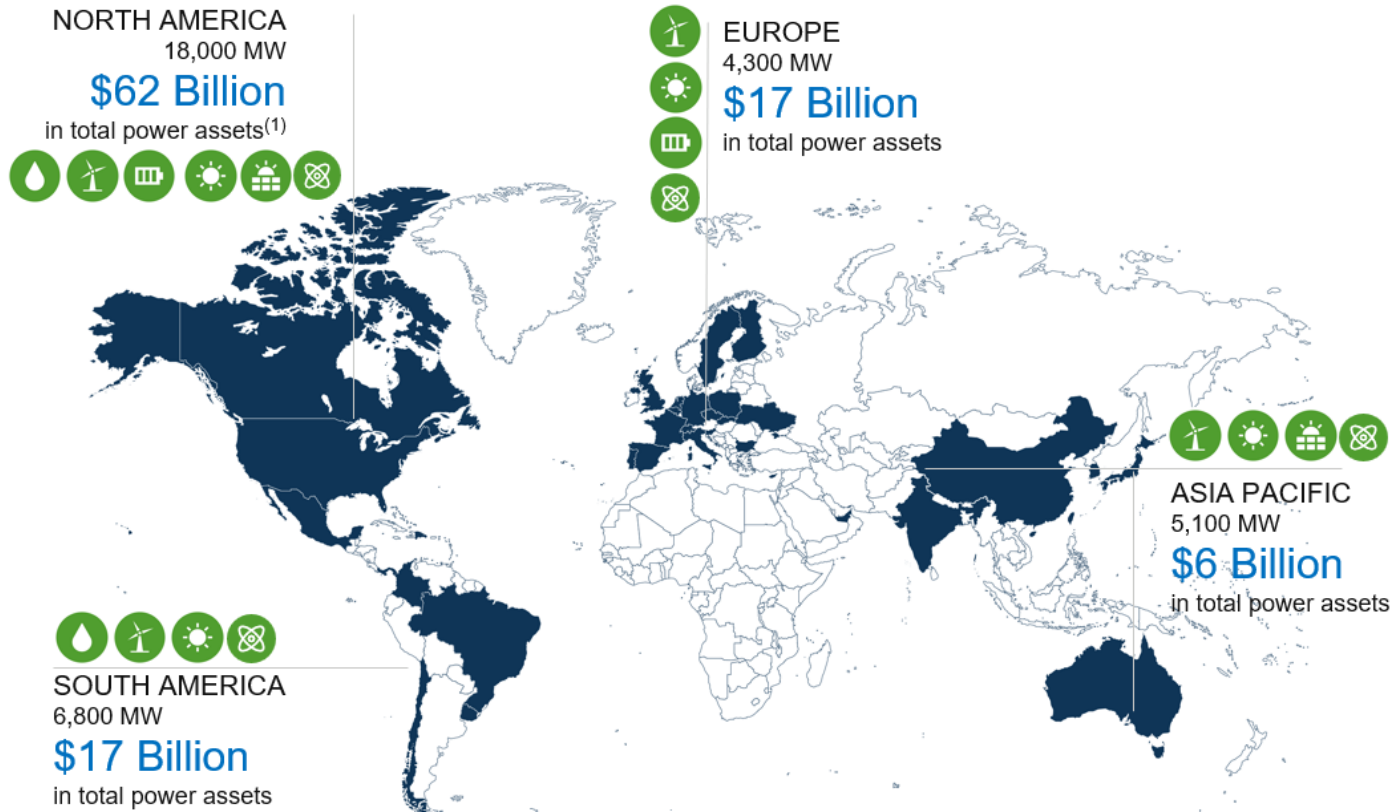 NORTH AMERICA
18,000 MW
$62 Billion
in total power assets(1)
EUROPE
4,300 MW
$17 Billion
in total power assets
ASIA PACIFIC
5,100 MW
$6 Billion
in total power assets
SOUTH AMERICA
6,800 MW
$17 Billion
in total power assets